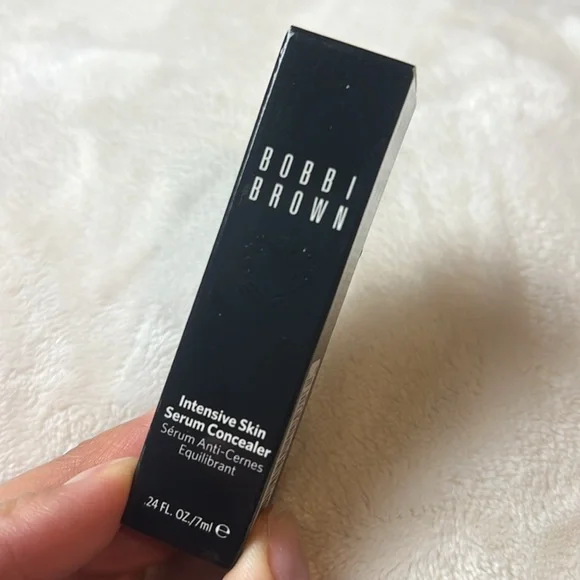 BOBBI
BROWN
Intensive Skin
Serum Concealer
Sérum Anti-Cernes
Equilibrant
.24 FL. OZ./7ml ℮